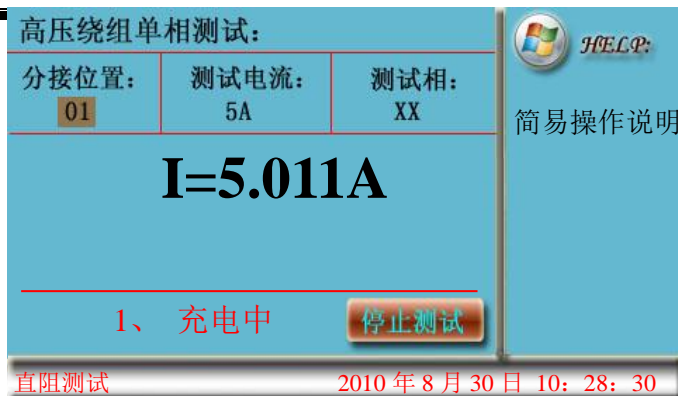 高压绕组单相测试：
HELP:
分接位置： 测试电流： 测试相：
01 5A XX
简易操作说明
I=5.011A
1、 充电中 停止测试
直阻测试 2010 年 8 月 30 日 10：28：30